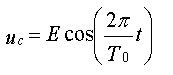 u_c = E cos(2π/T_0 t)